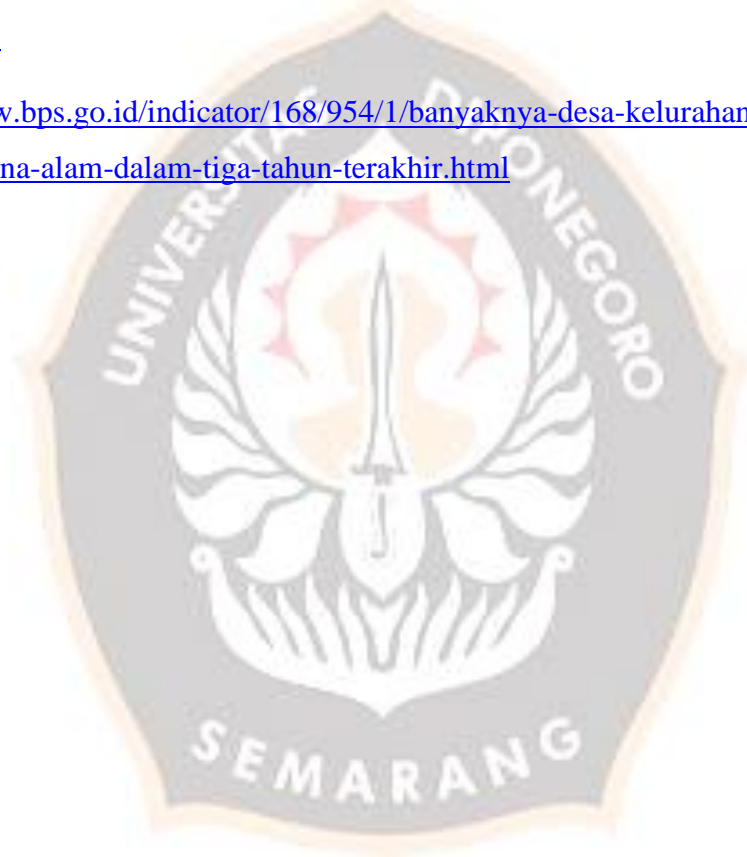 w.bps.go.id/indicator/168/954/1/banyaknya-desa-kelurahan
na-alam-dalam-tiga-tahun-terakhir.html
UNIVERSITAS DIPONEGORO
SEMARANG